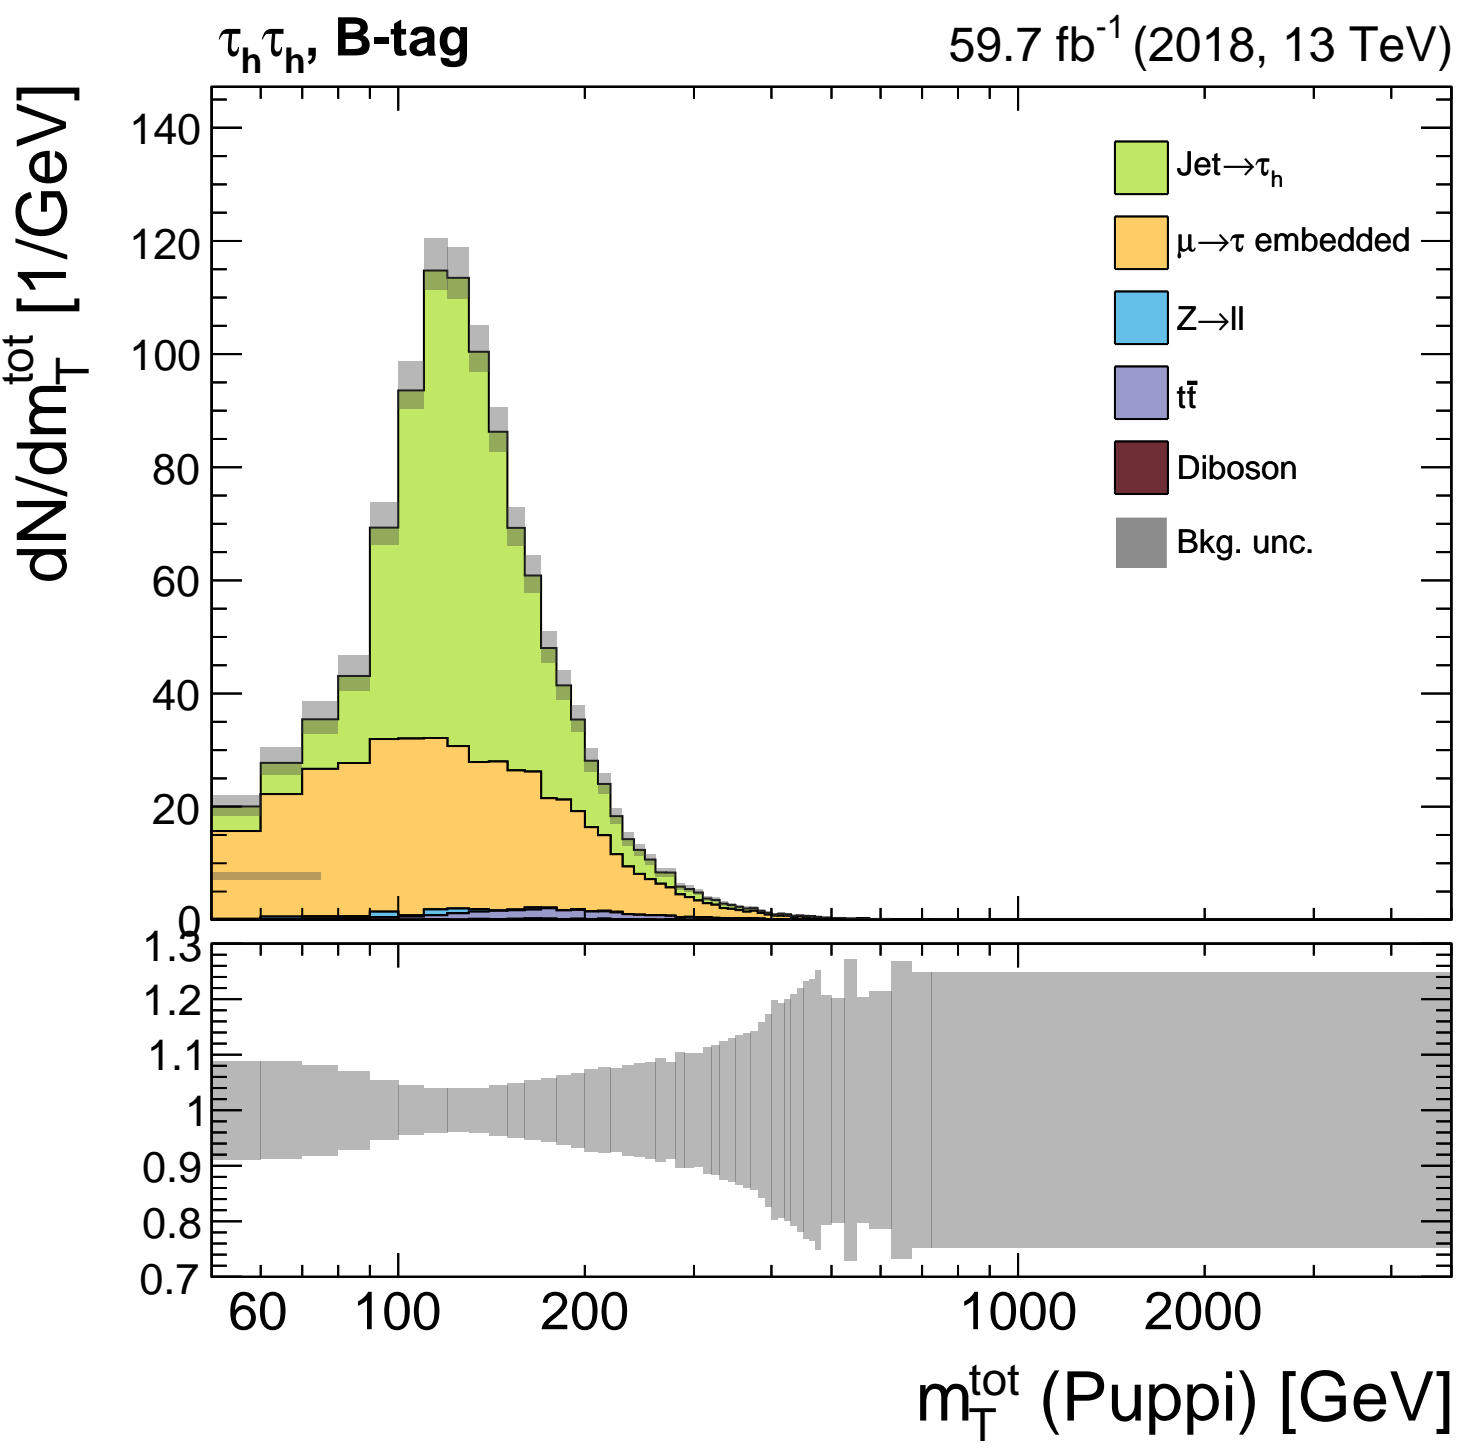 τhτh, B-tag
59.7 fb-1 (2018, 13 TeV)
dN/dmTtot [1/GeV]
140
120
100
80
60
40
20
0
Jet→τh
μ→τ embedded
Z→ll
tt̄
Diboson
Bkg. unc.
1.3
1.2
1.1
1
0.9
0.8
0.7
60 100 200 1000 2000
mTtot (Puppi) [GeV]